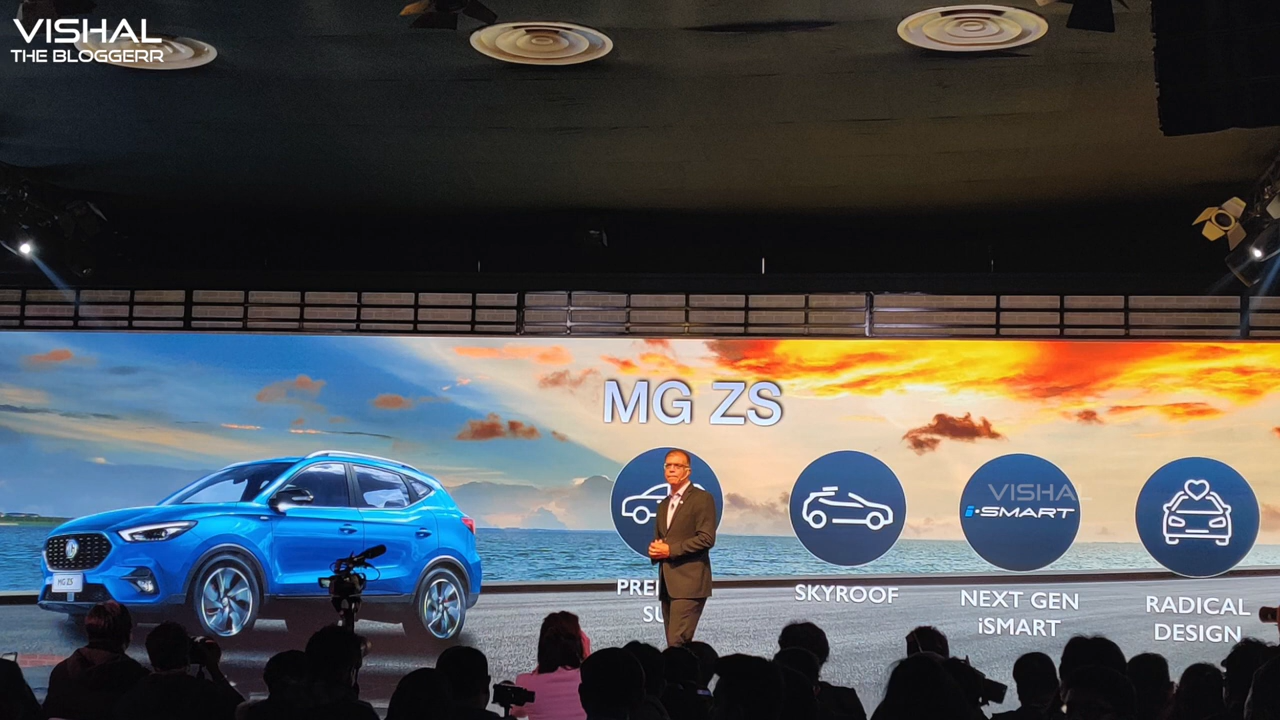 VISHAL
THE BLOGGERR
MG ZS
MG ZS
VISHAL
i·SMART
SKYROOF
NEXT GEN
iSMART
RADICAL
DESIGN